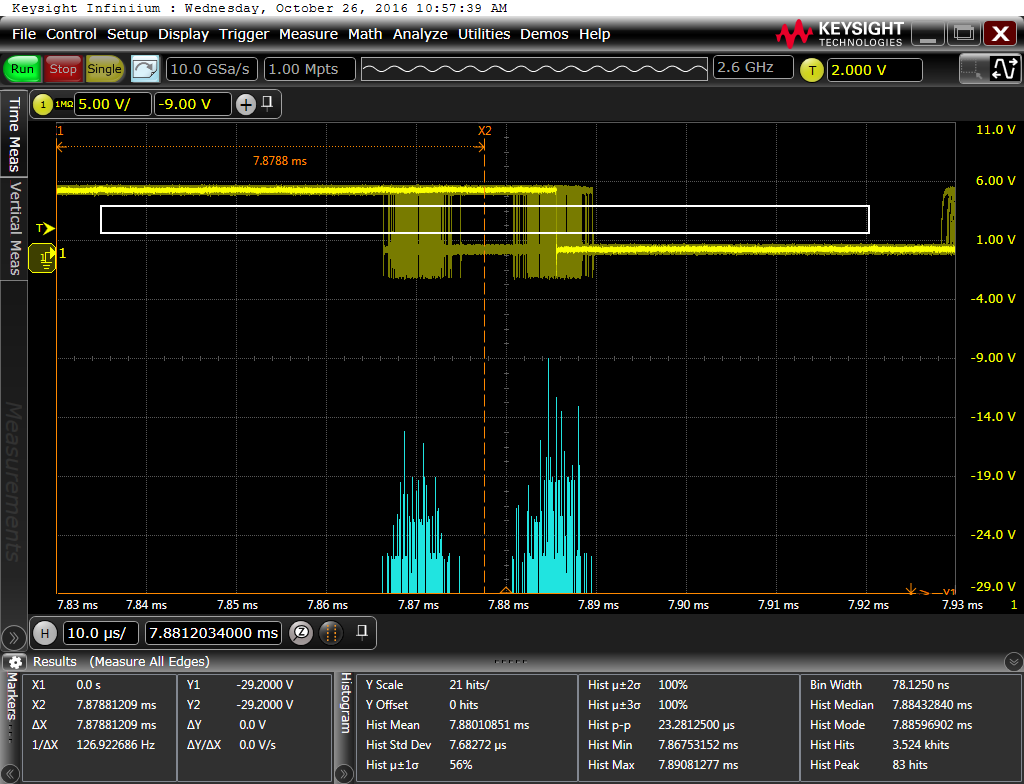 Keysight Infiniium : Wednesday, October 26, 2016 10:57:39 AM
File Control Setup Display Trigger Measure Math Analyze Utilities Demos Help
KEYSIGHT TECHNOLOGIES
Run Stop Single 10.0 GSa/s 1.00 Mpts 2.6 GHz T 2.000 V
1 1MΩ 5.00 V/ -9.00 V
Time Meas
Vertical Meas
Measurements
1 X2 11.0 V
7.8788 ms
6.00 V
T
1.00 V
1 1
-4.00 V
-9.00 V
-14.0 V
-19.0 V
-24.0 V
-29.0 V
Y1
7.83 ms 7.84 ms 7.85 ms 7.86 ms 7.87 ms 7.88 ms 7.89 ms 7.90 ms 7.91 ms 7.92 ms 7.93 ms 1
H 10.0 µs/ 7.8812034000 ms
Results (Measure All Edges)
Markers...
X1 0.0 s Y1 -29.2000 V
X2 7.87881209 ms Y2 -29.2000 V
ΔX 7.87881209 ms ΔY 0.0 V
1/ΔX 126.922686 Hz ΔY/ΔX 0.0 V/s
Histogram
Y Scale 21 hits/ Hist µ±2σ 100% Bin Width 78.1250 ns
Y Offset 0 hits Hist µ±3σ 100% Hist Median 7.88432840 ms
Hist Mean 7.88010851 ms Hist p-p 23.2812500 µs Hist Mode 7.88596902 ms
Hist Std Dev 7.68272 µs Hist Min 7.86753152 ms Hist Hits 3.524 khits
Hist µ±1σ 56% Hist Max 7.89081277 ms Hist Peak 83 hits